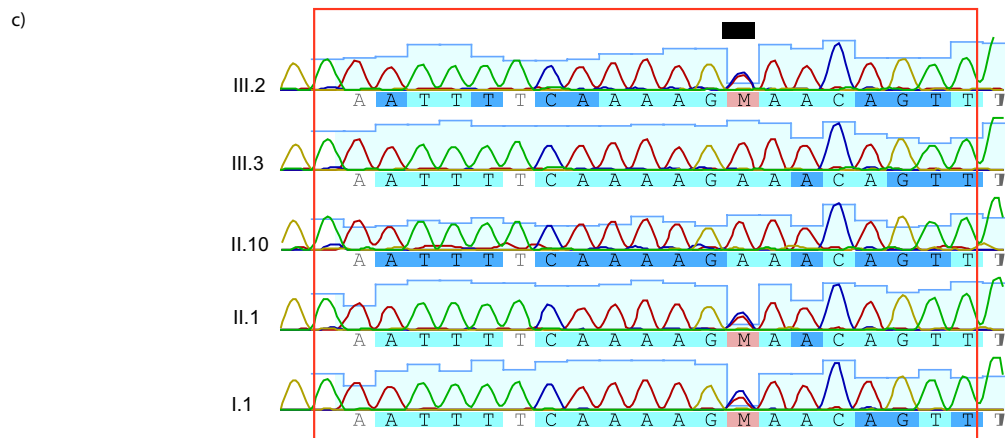 c)
III.2
A A T T T T C A A A A G M A A C A G T T T
III.3
A A T T T T C A A A A G A A A C A G T T T
II.10
A A T T T T C A A A A G A A A C A G T T T
II.1
A A T T T T C A A A A G M A A C A G T T T
I.1
A A T T T T C A A A A G M A A C A G T T T